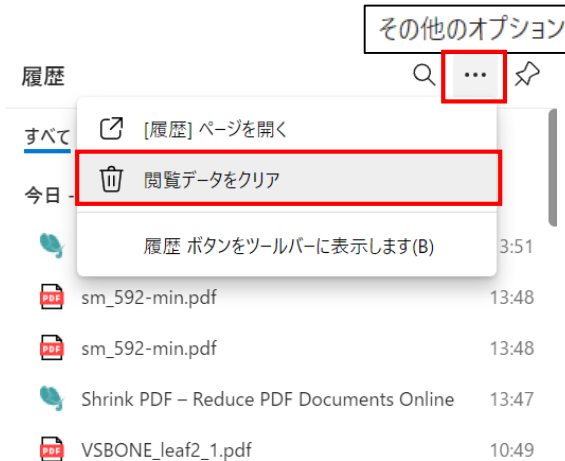 その他のオプション
履歴
すべて
[履歴] ページを開く
閲覧データをクリア
今日 -
履歴 ボタンをツールバーに表示します(B)
3:51
sm_592-min.pdf 13:48
sm_592-min.pdf 13:48
Shrink PDF – Reduce PDF Documents Online 13:47
VSBONE_leaf2_1.pdf 10:49
PDF
PDF
PDF